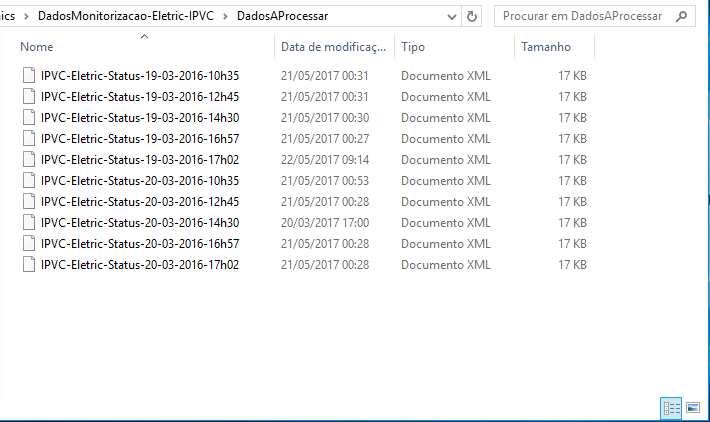 nics > DadosMonitorizacao-Eletric-IPVC > DadosAProcessar Procurar em DadosAProcessar
Nome Data de modificaç... Tipo Tamanho
IPVC-Eletric-Status-19-03-2016-10h35 21/05/2017 00:31 Documento XML 17 KB
IPVC-Eletric-Status-19-03-2016-12h45 21/05/2017 00:31 Documento XML 17 KB
IPVC-Eletric-Status-19-03-2016-14h30 21/05/2017 00:30 Documento XML 17 KB
IPVC-Eletric-Status-19-03-2016-16h57 21/05/2017 00:27 Documento XML 17 KB
IPVC-Eletric-Status-19-03-2016-17h02 22/05/2017 09:14 Documento XML 17 KB
IPVC-Eletric-Status-20-03-2016-10h35 21/05/2017 00:53 Documento XML 17 KB
IPVC-Eletric-Status-20-03-2016-12h45 21/05/2017 00:28 Documento XML 17 KB
IPVC-Eletric-Status-20-03-2016-14h30 20/03/2017 17:00 Documento XML 17 KB
IPVC-Eletric-Status-20-03-2016-16h57 21/05/2017 00:28 Documento XML 17 KB
IPVC-Eletric-Status-20-03-2016-17h02 21/05/2017 00:28 Documento XML 17 KB